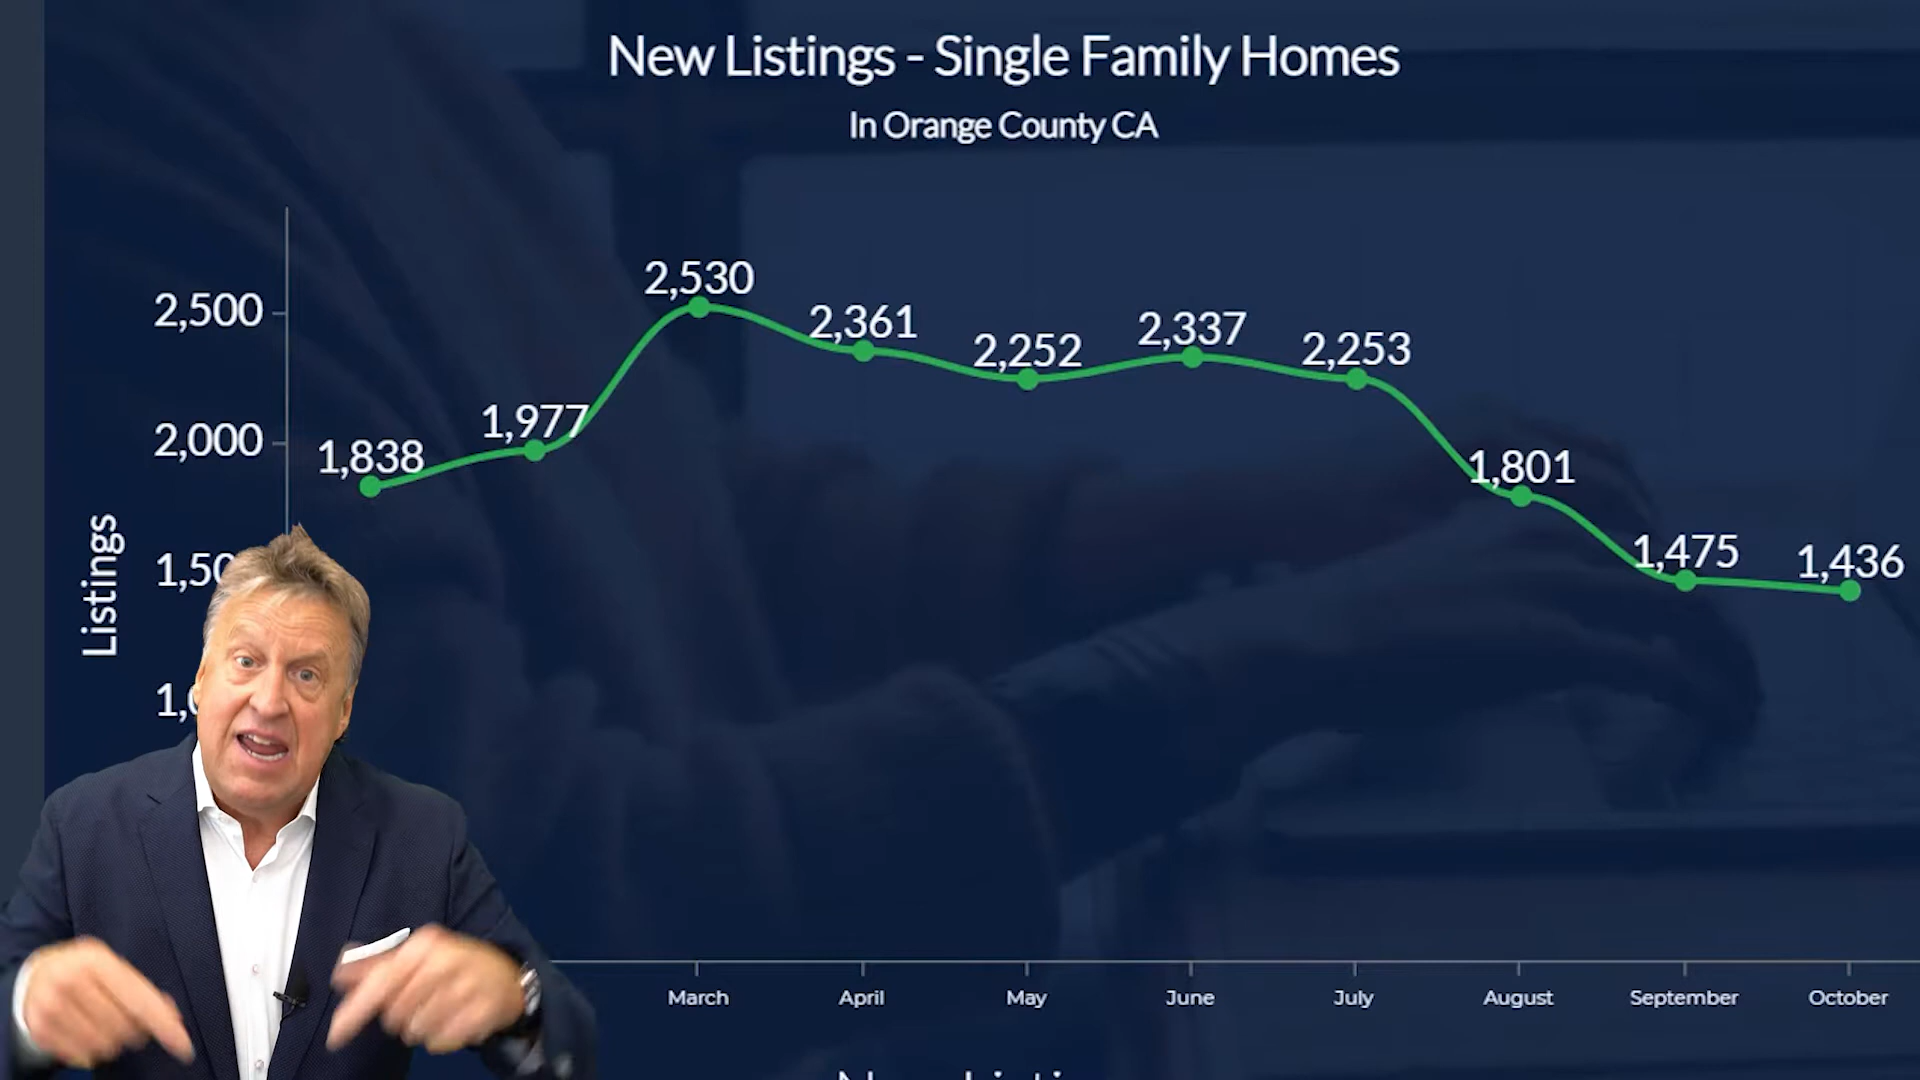 New Listings - Single Family Homes
In Orange County CA
2,500
2,000
Listings
1,838
1,977
2,530
2,361
2,252
2,337
2,253
1,801
1,475
1,436
March
April
May
June
July
August
September
October